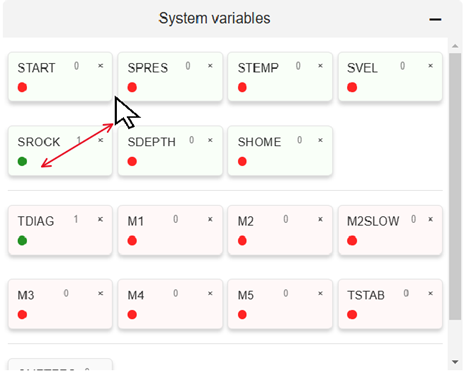 System variables
START 0 × SPRES 0 × STEMP 0 × SVEL 0 ×
SROCK 1 × SDEPTH 0 × SHOME 0 ×
TDIAG 1 × M1 0 × M2 0 × M2SLOW 0 ×
M3 0 × M4 0 × M5 0 × TSTAB 0 ×